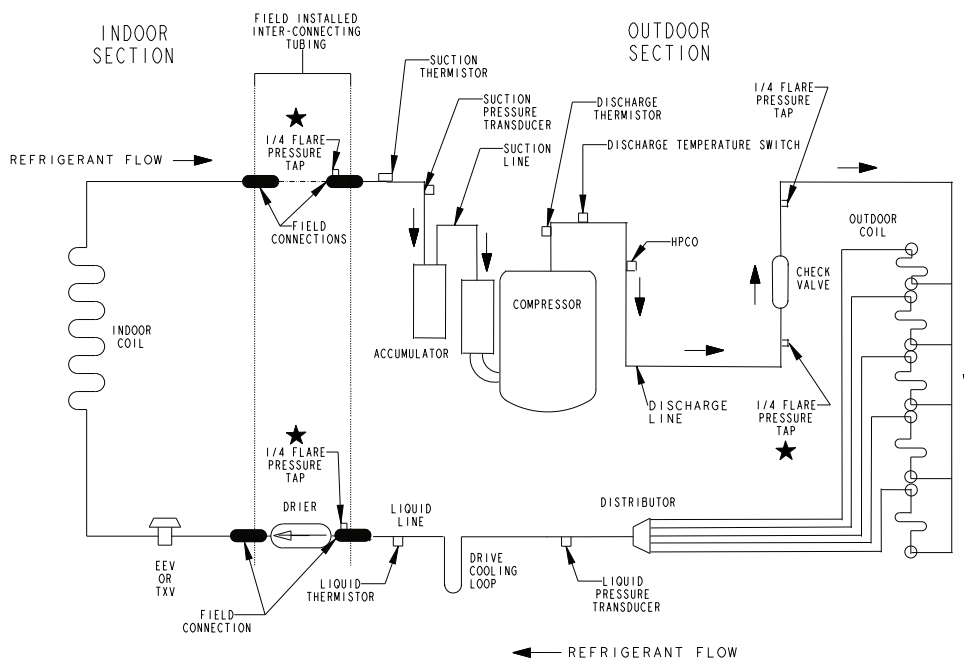 INDOOR
SECTION
FIELD INSTALLED
INTER-CONNECTING
TUBING
OUTDOOR
SECTION
SUCTION
THERMISTOR
SUCTION
PRESSURE
TRANSDUCER
SUCTION
LINE
DISCHARGE
THERMISTOR
DISCHARGE TEMPERATURE SWITCH
1/4 FLARE
PRESSURE
TAP
REFRIGERANT FLOW
1/4 FLARE
PRESSURE
TAP
FIELD
CONNECTIONS
HPCO
OUTDOOR
COIL
CHECK
VALVE
COMPRESSOR
INDOOR
COIL
ACCUMULATOR
DISCHARGE
LINE
1/4 FLARE
PRESSURE
TAP
1/4 FLARE
PRESSURE
TAP
DRIER
LIQUID
LINE
DISTRIBUTOR
EEV
OR
TXV
LIQUID
THERMISTOR
DRIVE
COOLING
LOOP
LIQUID
PRESSURE
TRANSDUCER
FIELD
CONNECTION
REFRIGERANT FLOW